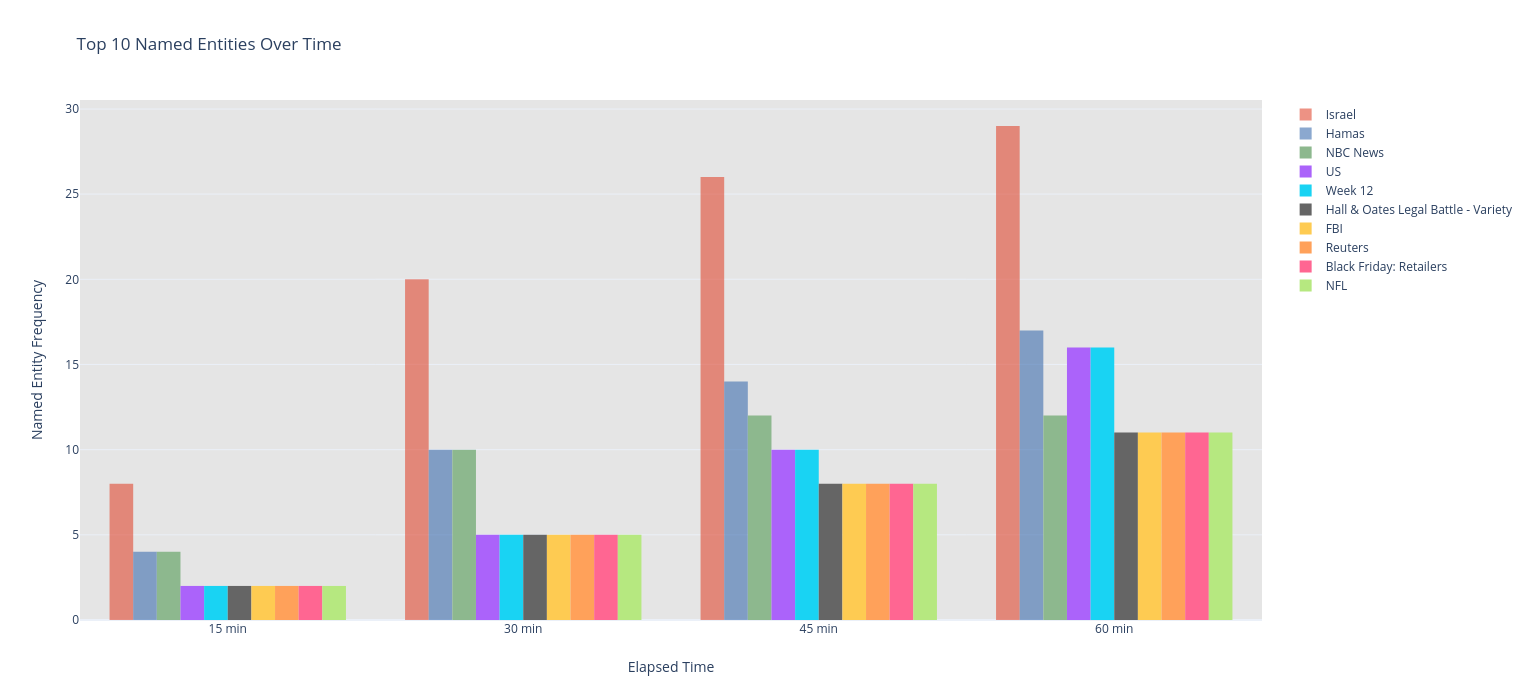 Top 10 Named Entities Over Time
Named Entity Frequency
30
25
20
15
10
5
0
15 min
30 min
45 min
60 min
Elapsed Time
Israel
Hamas
NBC News
US
Week 12
Hall & Oates Legal Battle - Variety
FBI
Reuters
Black Friday: Retailers
NFL